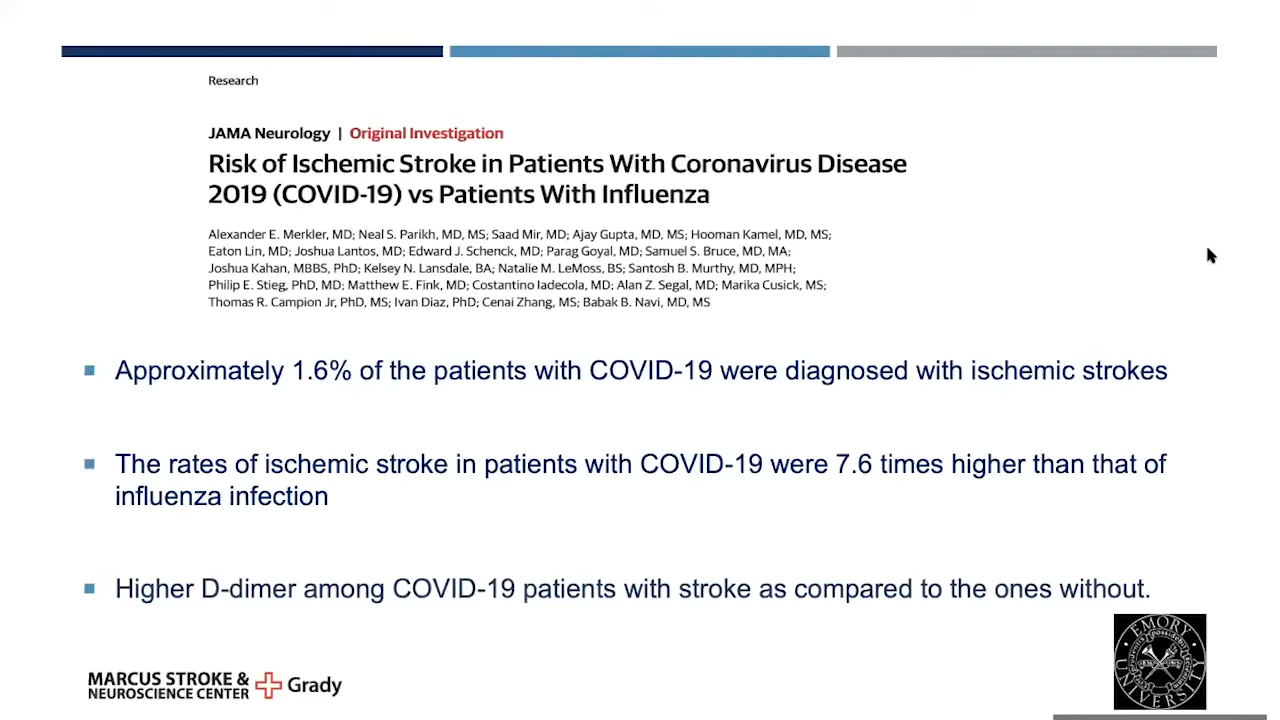 Research
JAMA Neurology | Original Investigation
Risk of Ischemic Stroke in Patients With Coronavirus Disease
2019 (COVID-19) vs Patients With Influenza
Alexander E. Merkler, MD; Neal S. Parikh, MD, MS; Saad Mir, MD; Ajay Gupta, MD, MS; Hooman Kamel, MD, MS;
Eaton Lin, MD; Joshua Lantos, MD; Edward J. Schenck, MD; Parag Goyal, MD; Samuel S. Bruce, MD, MA;
Joshua Kahan, MBBS, PhD; Kelsey N. Lansdale, BA; Natalie M. LeMoss, BS; Santosh B. Murthy, MD, MPH;
Philip E. Stieg, PhD, MD; Matthew E. Fink, MD; Costantino Iadecola, MD; Alan Z. Segal, MD; Marika Cusick, MS;
Thomas R. Campion Jr, PhD, MS; Ivan Diaz, PhD; Cenai Zhang, MS; Babak B. Navi, MD, MS
Approximately 1.6% of the patients with COVID-19 were diagnosed with ischemic strokes
The rates of ischemic stroke in patients with COVID-19 were 7.6 times higher than that of
influenza infection
Higher D-dimer among COVID-19 patients with stroke as compared to the ones without.
MARCUS STROKE &
NEUROSCIENCE CENTER
Grady
EMORY
UNIVERSITY